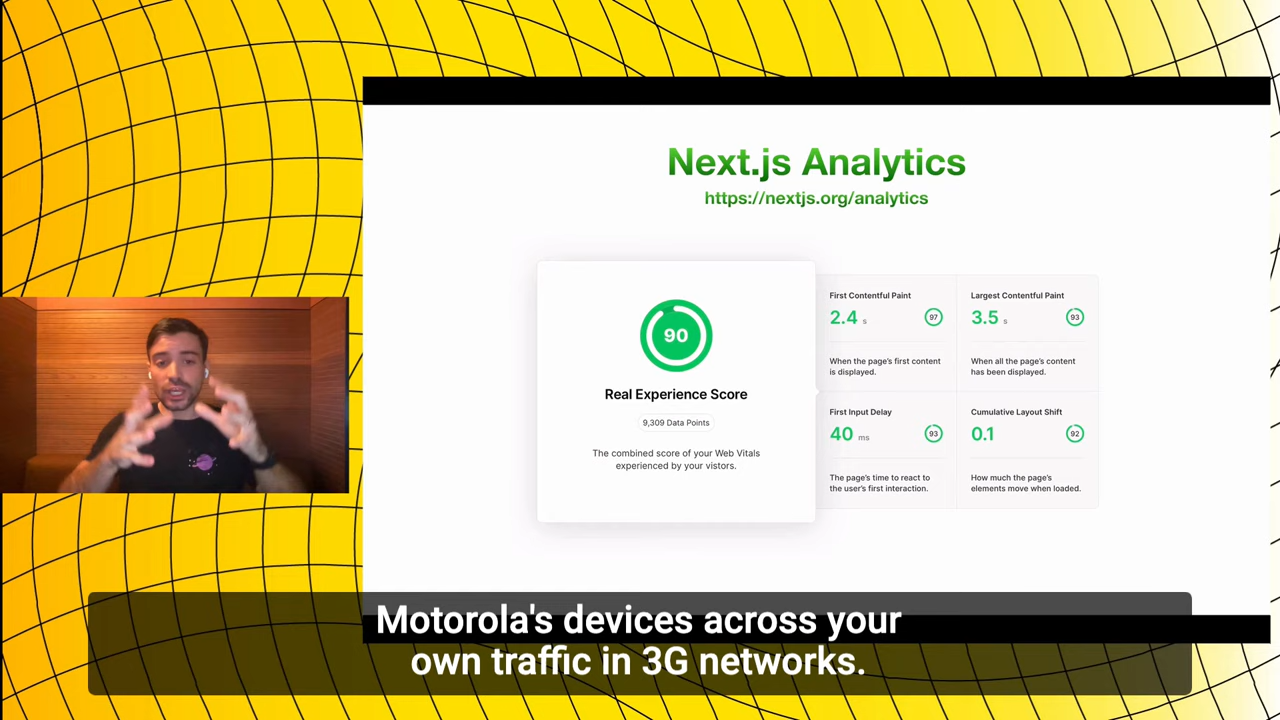 Next.js Analytics
https://nextjs.org/analytics
90
Real Experience Score
9,309 Data Points
The combined score of your Web Vitals
experienced by your vistors.
First Contentful Paint
2.4 s
97
When the page's first content
is displayed.
Largest Contentful Paint
3.5 s
93
When all the page's content
has been displayed.
First Input Delay
40 ms
93
The page's time to react to
the user's first interaction.
Cumulative Layout Shift
0.1
92
How much the page's
elements move when loaded.
Motorola's devices across your
own traffic in 3G networks.